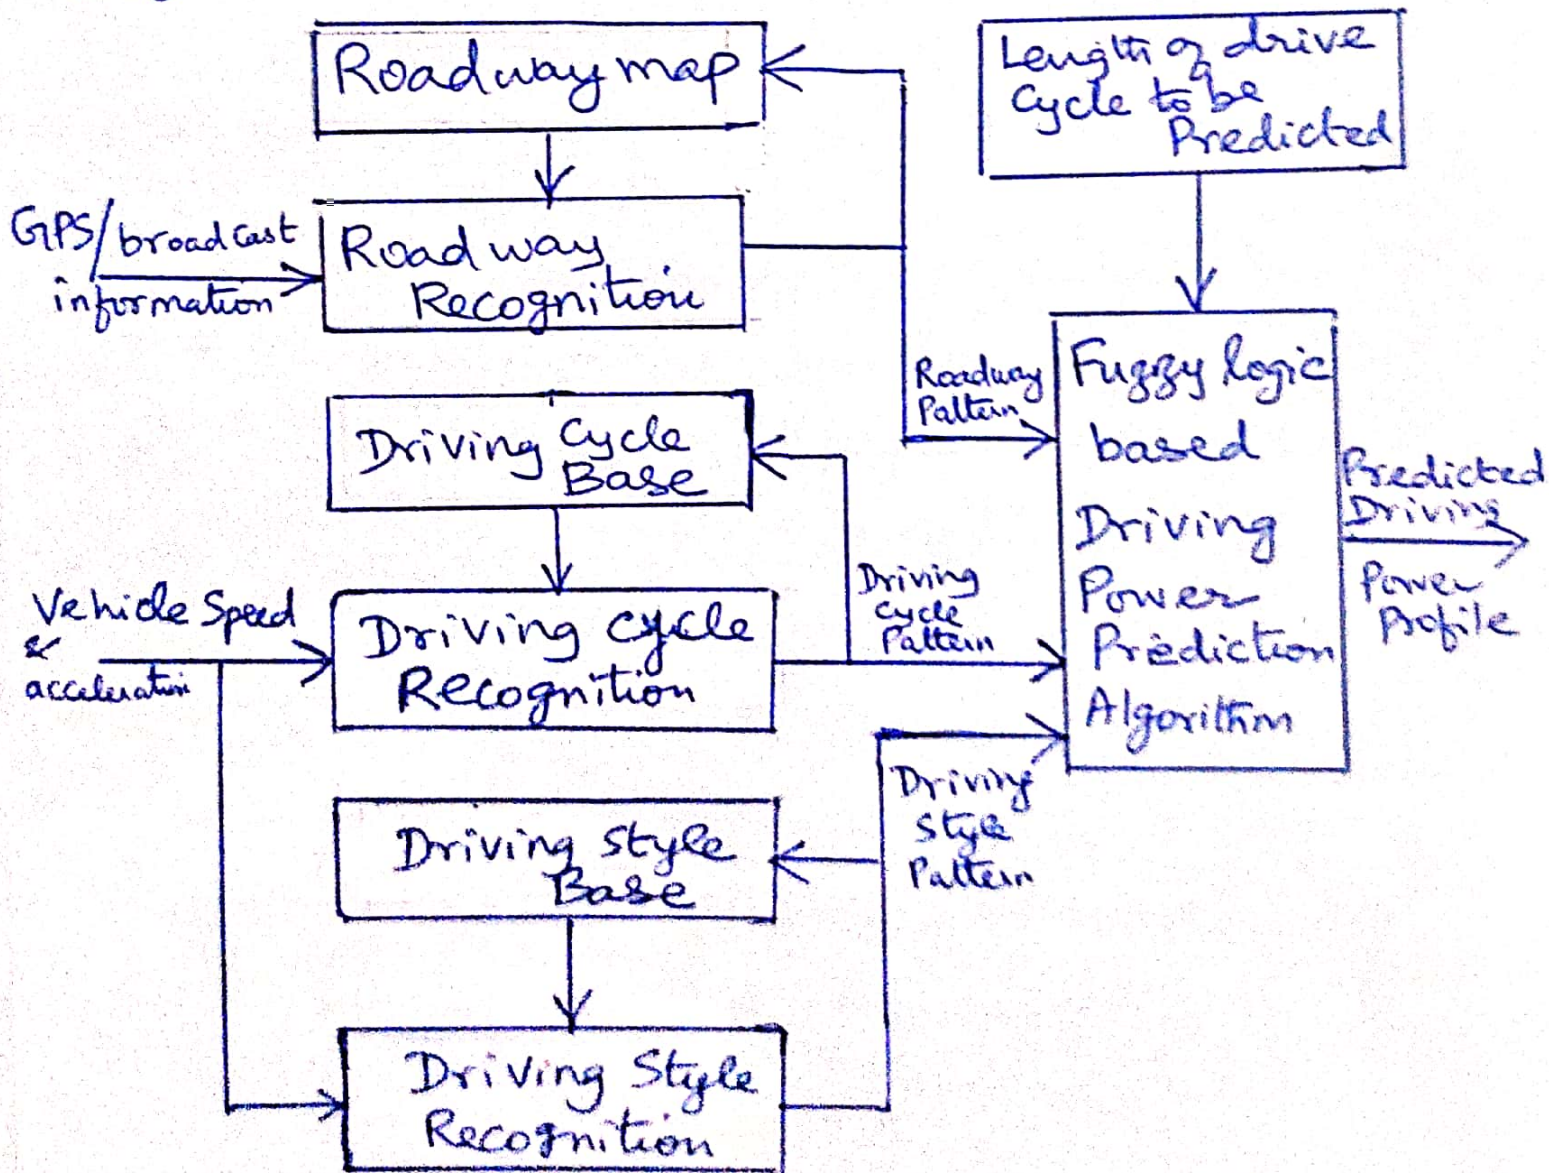 Roadway map
Length of drive
Cycle to be
Predicted
GPS/broadcast
information
Roadway
Recognition
Roadway
Pattern
Driving Cycle
Base
Vehicle Speed
&
acceleration
Driving cycle
Recognition
Driving
cycle
Pattern
Fuzzy logic
based
Driving
Power
Prediction
Algorithm
Predicted
Driving
Power
Profile
Driving style
Base
Driving
style
Pattern
Driving Style
Recognition